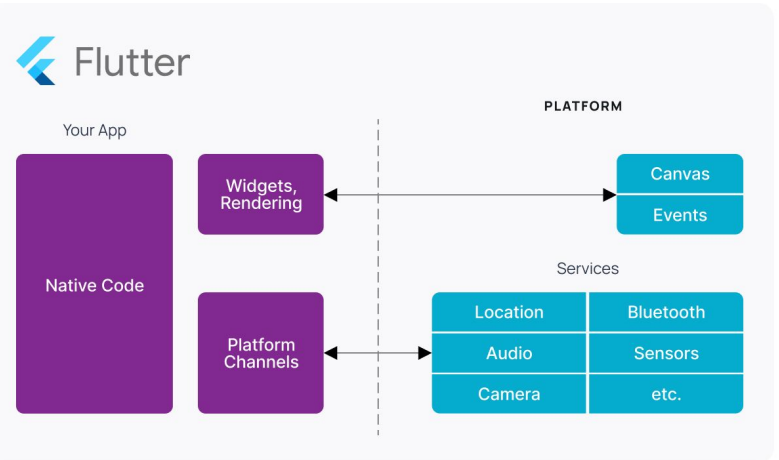 Flutter
PLATFORM
Your App
Native Code
Widgets,
Rendering
Canvas
Events
Services
Platform
Channels
Location
Bluetooth
Audio
Sensors
Camera
etc.